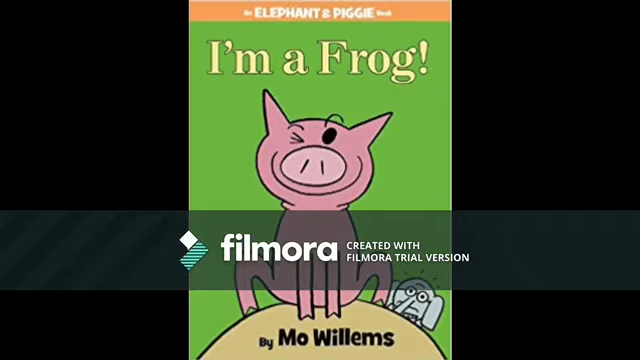 An ELEPHANT & PIGGIE Book
I'm a Frog!
filmora
CREATED WITH
FILMORA TRIAL VERSION
By Mo Willems